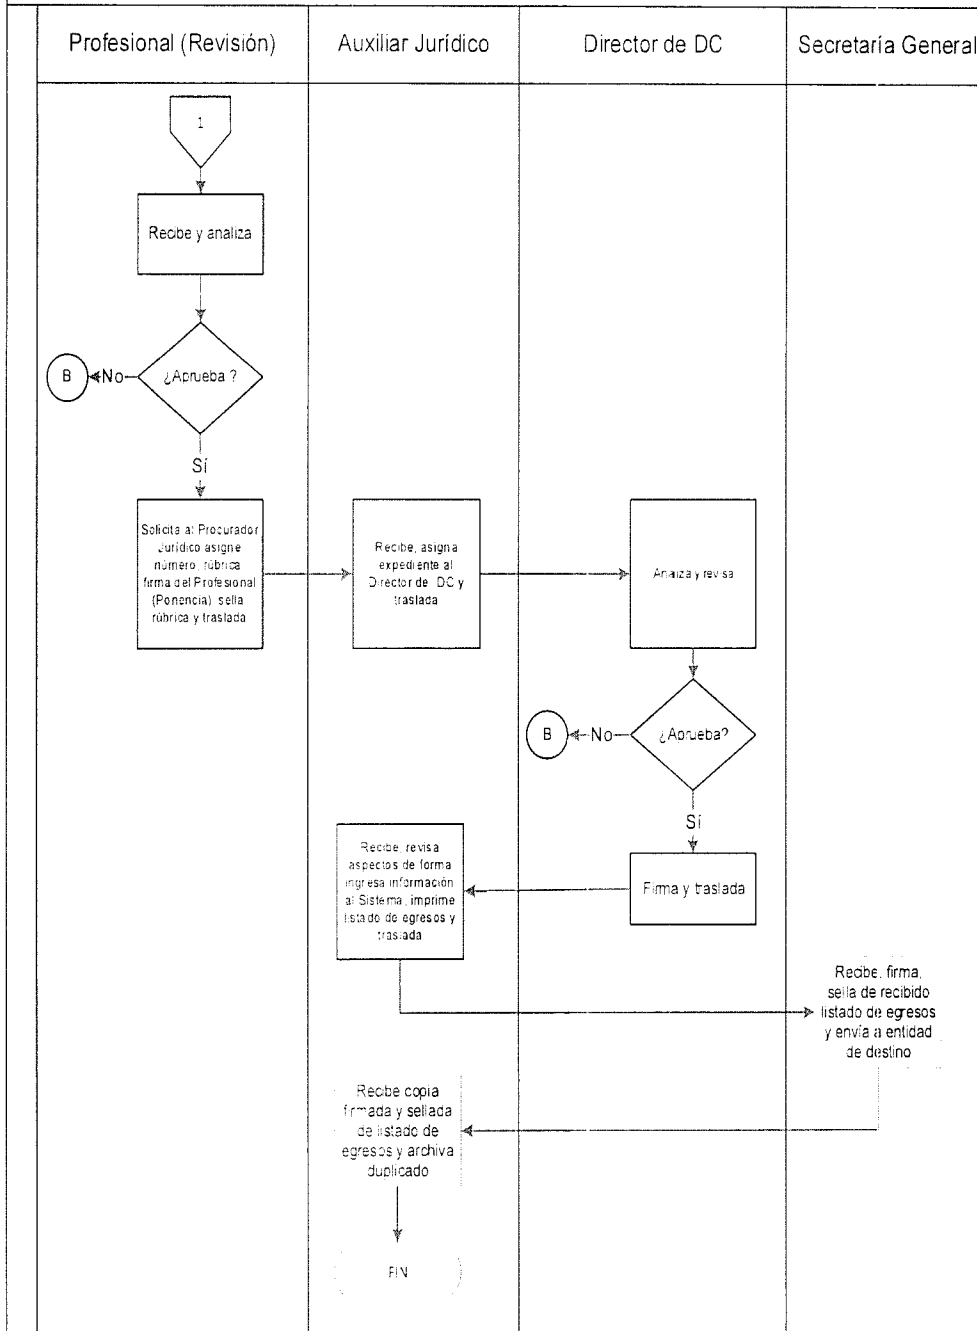 Profesional (Revisión)
Auxiliar Jurídico
Director de DC
Secretaría General
1
Recibe y analiza
¿Aprueba ?
No
B
Sí
Solicita al Procurador
Jurídico asigne
número, rúbrica
firma del Profesional
(Ponencia) sella
rúbrica y traslada
Recibe, asigna
expediente al
Director de DC y
traslada
Analiza y revisa
¿Aprueba?
No
B
Sí
Firma y traslada
Recibe, revisa
aspectos de forma
ingresa información
al Sistema, imprime
listado de egresos y
traslada
Recibe, firma,
sella de recibido
listado de egresos
y envía a entidad
de destino
Recibe copia
firmada y sellada
de listado de
egresos y archiva
duplicado
FIN